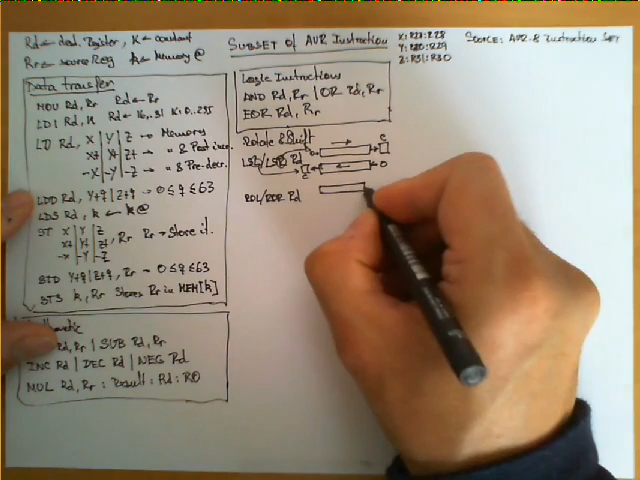 Rd ← dest. Register, K ← constant
Rr ← source Reg k ← Memory @
SUBSET OF AVR Instruction
X: R27:R28
Y: R20:R29
Z: R31:R30
Source: AVR-8 Instruction SET
Data transfer
MOV Rd, Rr Rd ← Rr
LDI Rd, K Rd ← 16..31 K: 0..255
LD Rd, X | Y | Z → Memory
X+ | Y+ | Z+ → " & Post incr.
-X | -Y | -Z → " & Pre-decr.
LDD Rd, Y+q | Z+q → 0 ≤ q ≤ 63
LDS Rd, k ← k@
ST X | Y | Z
X+ | Y+ | Z+, Rr Rr → Store it.
-X | -Y | -Z
STD Y+q | Z+q, Rr → 0 ≤ q ≤ 63
STS k, Rr Stores Rr in MEM[k]
Rd, Rr | SUB Rd, Rr
INC Rd | DEC Rd | NEG Rd
MUL Rd, Rr : Result : R1 : R0
Logic Instructions
AND Rd, Rr | OR Rd, Rr
EOR Rd, Rr
Rotate & Shift
LSL/LSR Rd
0 C
C 0
ROL/ROR Rd